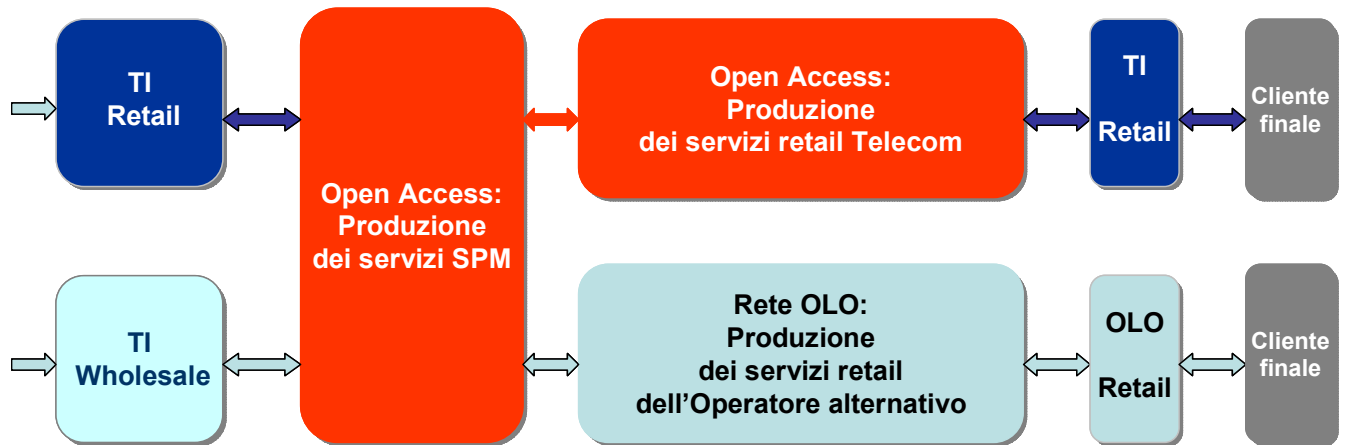 TI
Retail
Open Access:
Produzione
dei servizi SPM
Open Access:
Produzione
dei servizi retail Telecom
TI
Retail
Cliente
finale
TI
Wholesale
Rete OLO:
Produzione
dei servizi retail
dell’Operatore alternativo
OLO
Retail
Cliente
finale